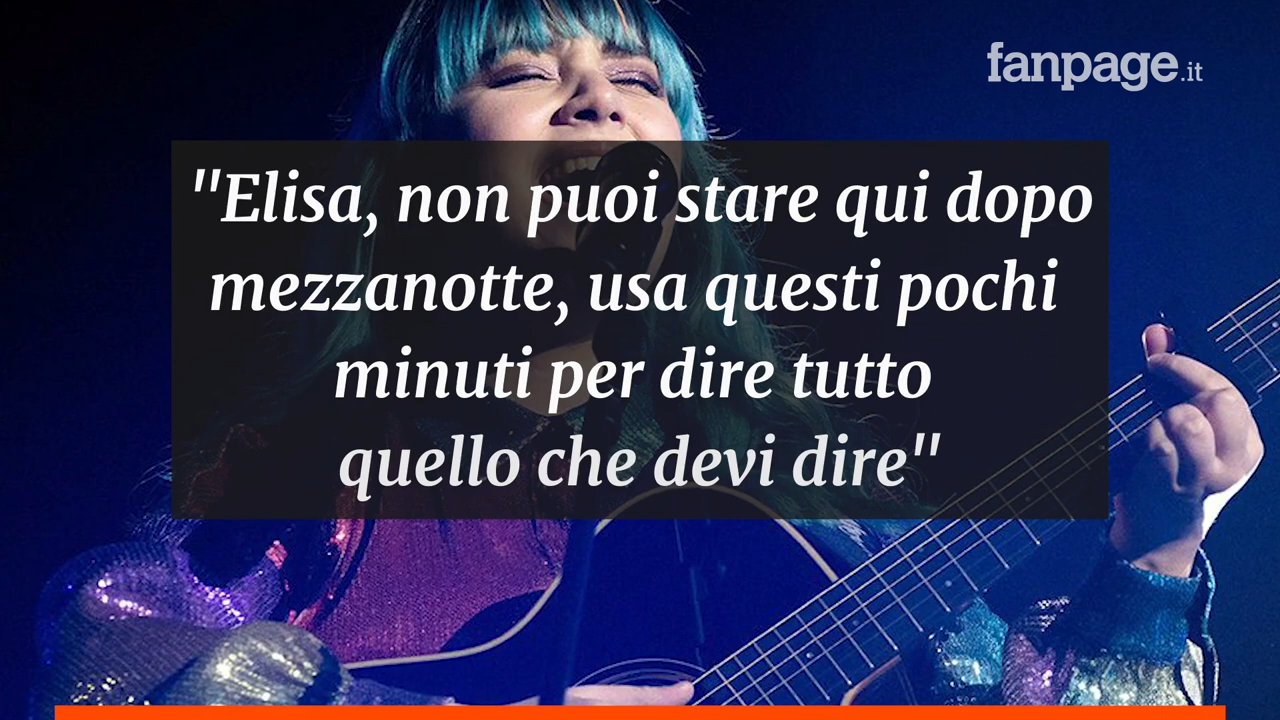 fanpage.it
"Elisa, non puoi stare qui dopo
mezzanotte, usa questi pochi
minuti per dire tutto
quello che devi dire"